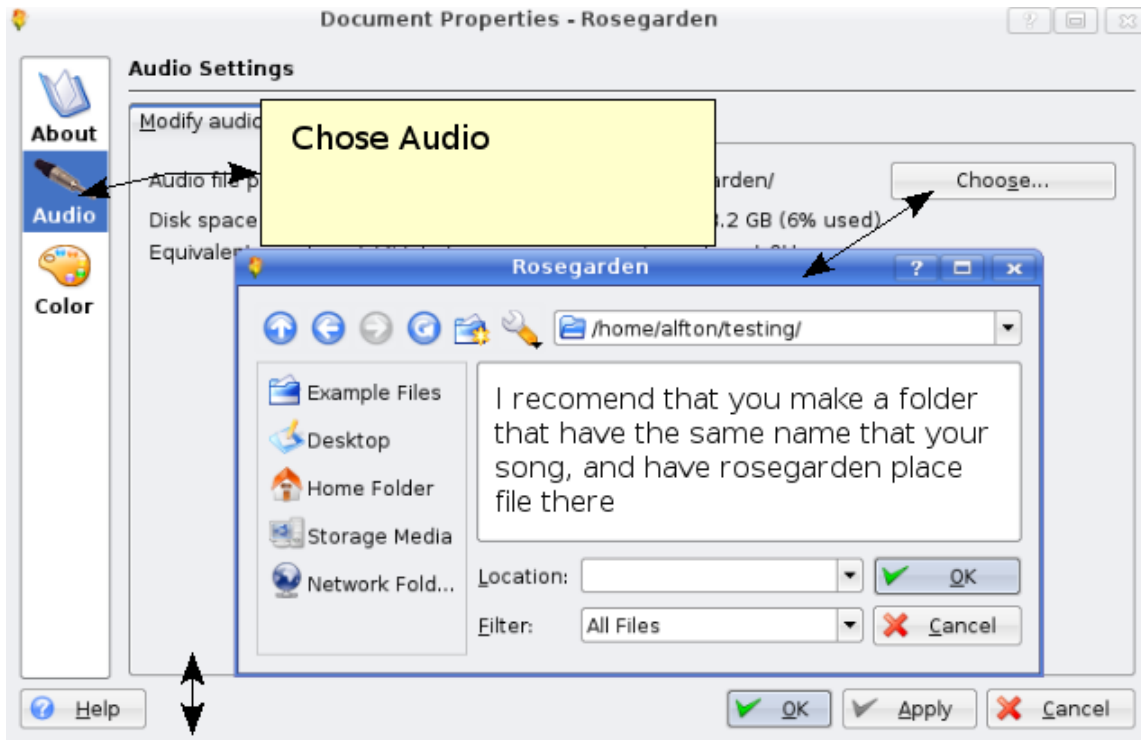 Document Properties - Rosegarden
Audio Settings
About
Audio
Color
Modify audio
Chose Audio
Audio file p arden/
Choose...
Disk space .2 GB (6% used)
Equivale
Rosegarden
/home/alfton/testing/
Example Files
Desktop
Home Folder
Storage Media
Network Fold...
I recomend that you make a folder
that have the same name that your
song, and have rosegarden place
file there
Location:
OK
Filter:
All Files
Cancel
Help
OK
Apply
Cancel